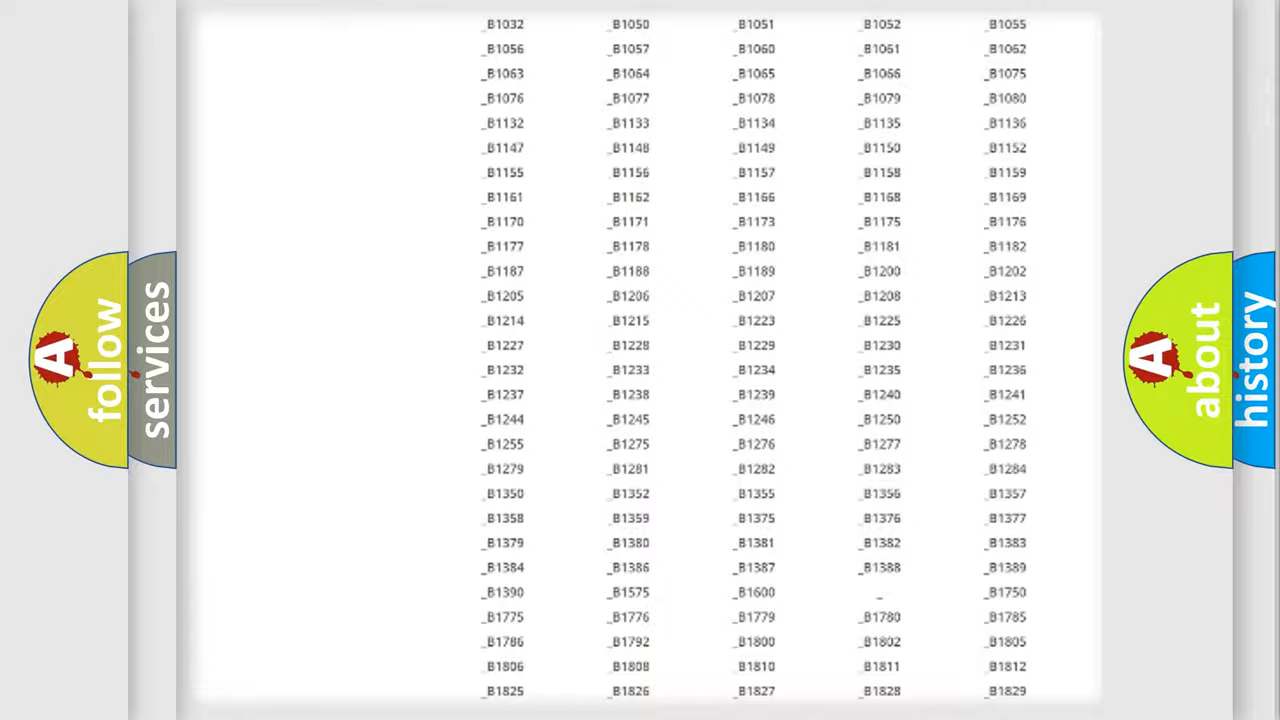 _B1032 _B1050 _B1051 _B1052 _B1055
_B1056 _B1057 _B1060 _B1061 _B1062
_B1063 _B1064 _B1065 _B1066 _B1075
_B1076 _B1077 _B1078 _B1079 _B1080
_B1132 _B1133 _B1134 _B1135 _B1136
_B1147 _B1148 _B1149 _B1150 _B1152
_B1155 _B1156 _B1157 _B1158 _B1159
_B1161 _B1162 _B1166 _B1168 _B1169
_B1170 _B1171 _B1173 _B1175 _B1176
_B1177 _B1178 _B1180 _B1181 _B1182
_B1187 _B1188 _B1189 _B1200 _B1202
_B1205 _B1206 _B1207 _B1208 _B1213
_B1214 _B1215 _B1223 _B1225 _B1226
_B1227 _B1228 _B1229 _B1230 _B1231
_B1232 _B1233 _B1234 _B1235 _B1236
_B1237 _B1238 _B1239 _B1240 _B1241
_B1244 _B1245 _B1246 _B1250 _B1252
_B1255 _B1275 _B1276 _B1277 _B1278
_B1279 _B1281 _B1282 _B1283 _B1284
_B1350 _B1352 _B1355 _B1356 _B1357
_B1358 _B1359 _B1375 _B1376 _B1377
_B1379 _B1380 _B1381 _B1382 _B1383
_B1384 _B1386 _B1387 _B1388 _B1389
_B1390 _B1575 _B1600 _ _B1750
_B1775 _B1776 _B1779 _B1780 _B1785
_B1786 _B1792 _B1800 _B1802 _B1805
_B1806 _B1808 _B1810 _B1811 _B1812
_B1825 _B1826 _B1827 _B1828 _B1829
A
follow
services
A
about
history